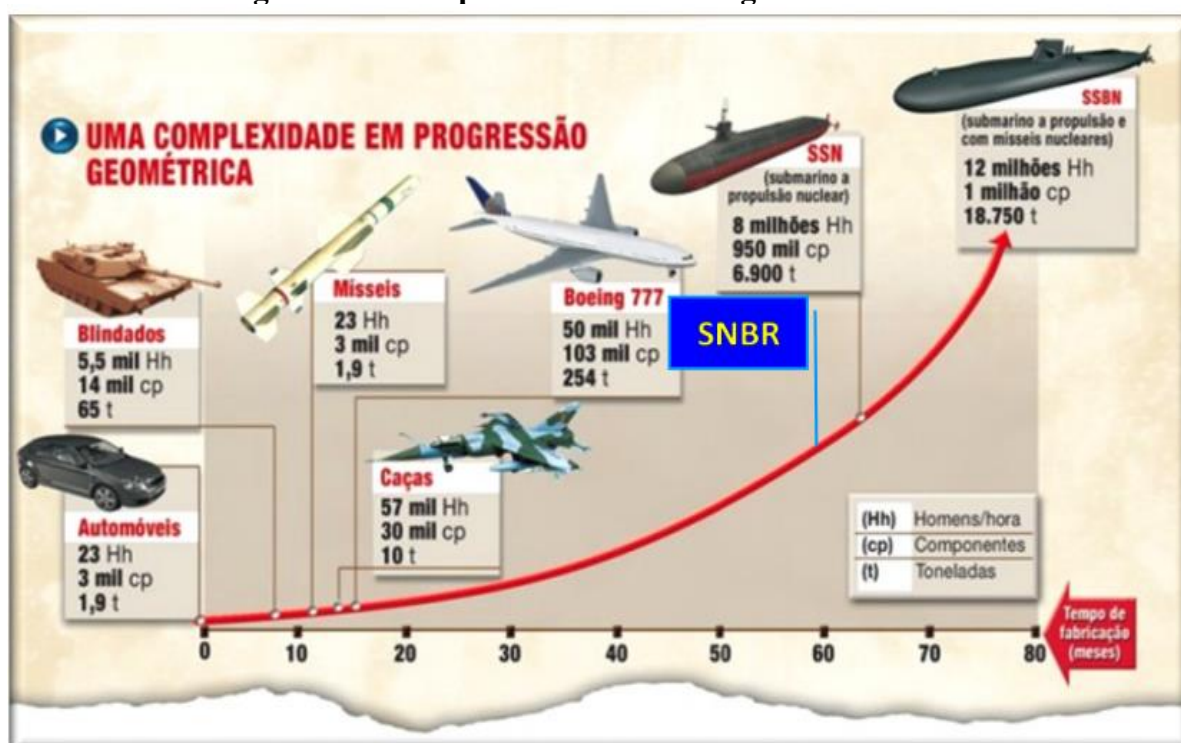 UMA COMPLEXIDADE EM PROGRESSÃO
GEOMÉTRICA
Blindados
5,5 mil Hh
14 mil cp
65 t
Automóveis
23 Hh
3 mil cp
1,9 t
Mísseis
23 Hh
3 mil cp
1,9 t
Caças
57 mil Hh
30 mil cp
10 t
Boeing 777
50 mil Hh
103 mil cp
254 t
SNBR
SSN
(submarino a
propulsão nuclear)
8 milhões Hh
950 mil cp
6.900 t
SSBN
(submarino a propulsão e
com misseis nucleares)
12 milhões Hh
1 milhão cp
18.750 t
(Hh) Homens/hora
(cp) Componentes
(t) Toneladas
0 10 20 30 40 50 60 70 80
Tempo de
fabricação
(meses)